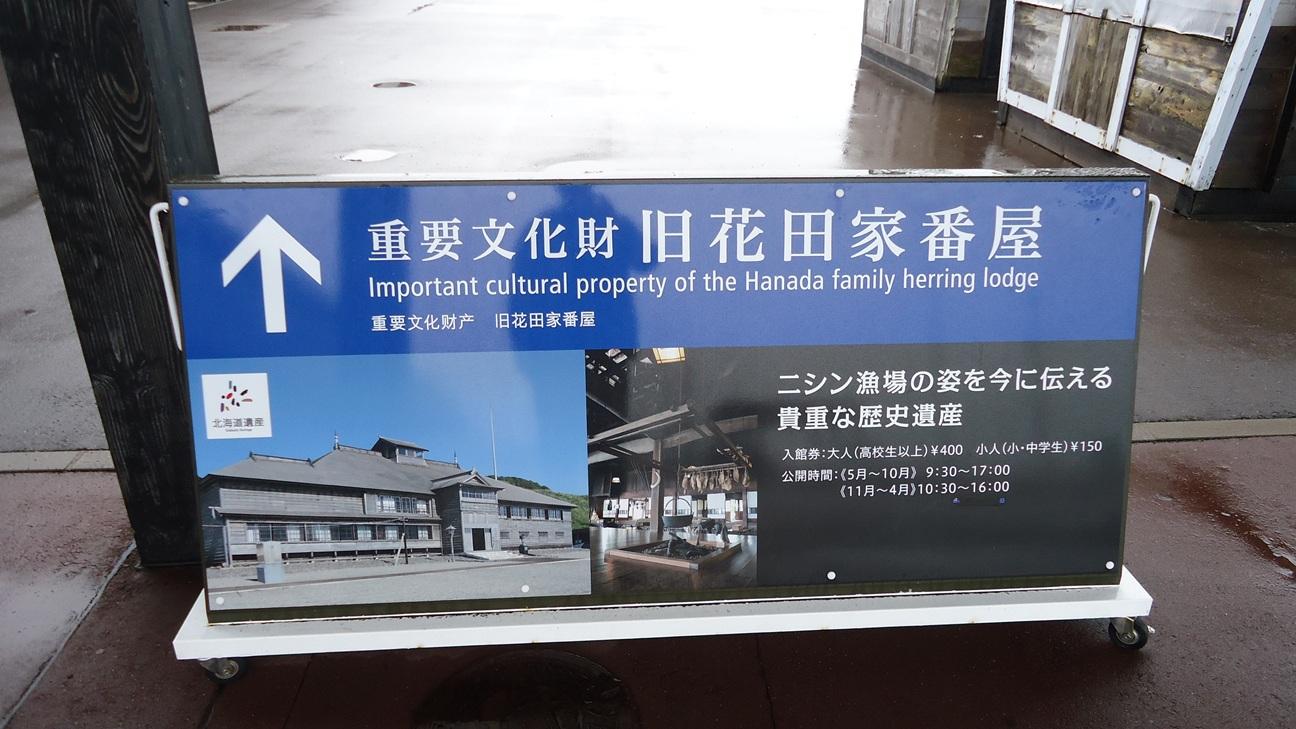 重要文化財 旧花田家番屋
Important cultural property of the Hanada family herring lodge
重要文化财产 旧花田家番屋
北海道遺産
ニシン漁場の姿を今に伝える
貴重な歴史遺産
入館券:大人(高校生以上)¥400 小人(小・中学生)¥150
公開時間:《5月～10月》 9:30～17:00
《11月～4月》10:30～16:00